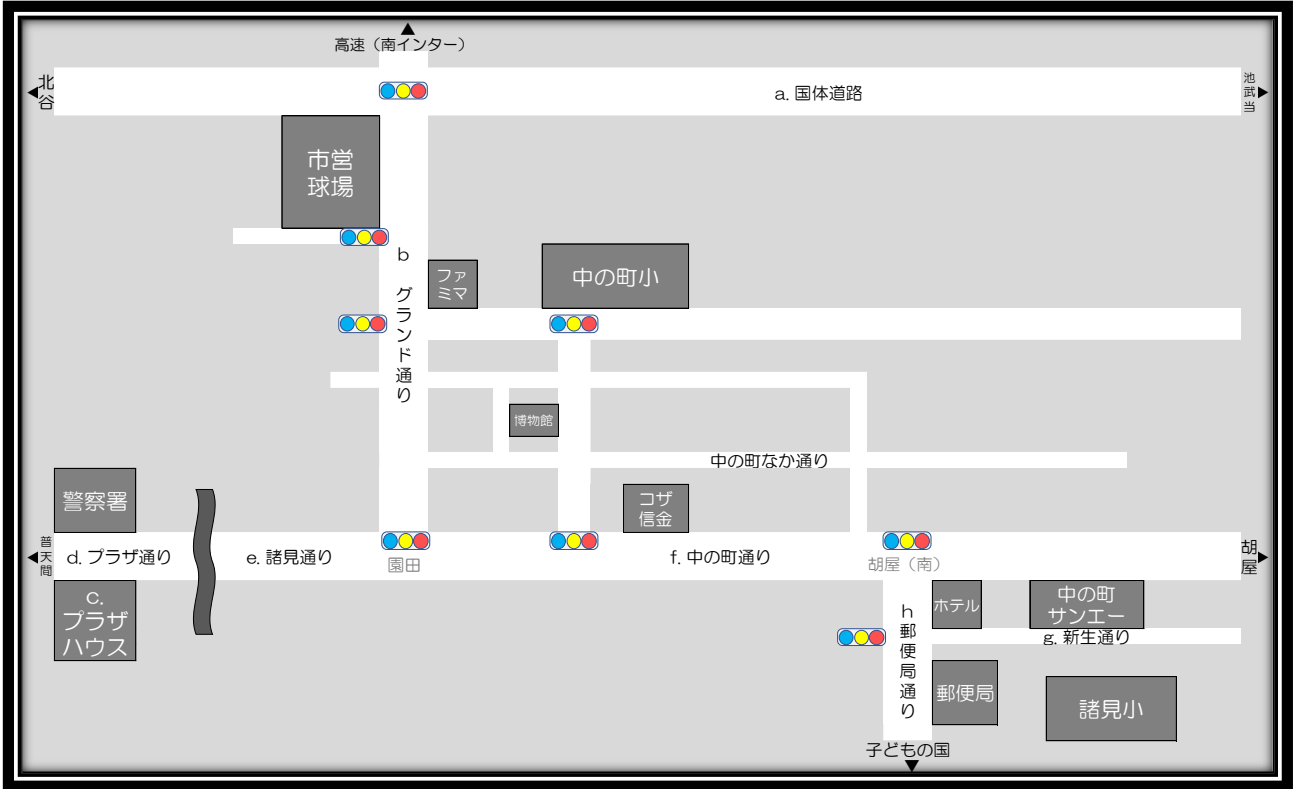 高速（南インター）
北谷
a. 国体道路
池武当
市営
球場
b グランド通り
ファ
ミマ
中の町小
博物館
中の町なか通り
警察署
コザ
信金
普天間
d. プラザ通り
e. 諸見通り
園田
f. 中の町通り
胡屋（南）
胡屋
c.
プラザ
ハウス
h 郵便局通り
ホテル
中の町
サンエー
g. 新生通り
郵便局
諸見小
子どもの国